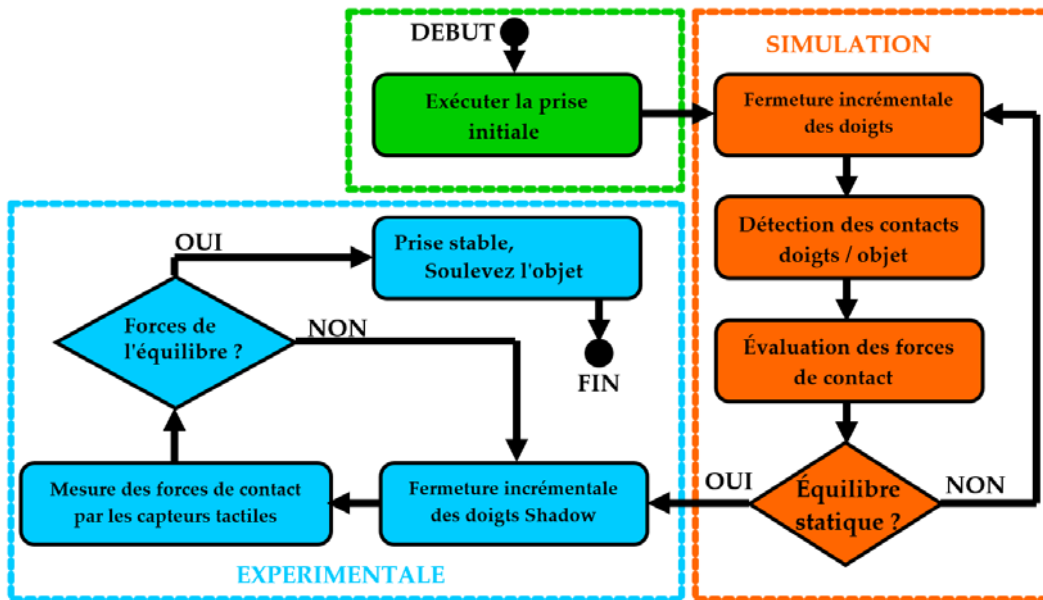 DEBUT
Exécuter la prise
initiale
SIMULATION
Fermeture incrémentale
des doigts
Détection des contacts
doigts / objet
Évaluation des forces
de contact
Équilibre
statique ?
NON
OUI
Fermeture incrémentale
des doigts Shadow
Mesure des forces de contact
par les capteurs tactiles
Forces de
l'équilibre ?
NON
OUI
Prise stable,
Soulevez l'objet
FIN
EXPERIMENTALE